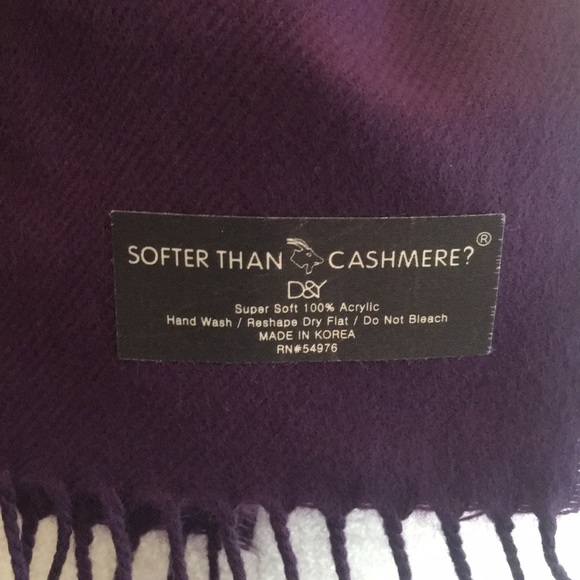 SOFTER THAN CASHMERE?®
D&Y
Super Soft 100% Acrylic
Hand Wash / Reshape Dry Flat / Do Not Bleach
MADE IN KOREA
RN#54976